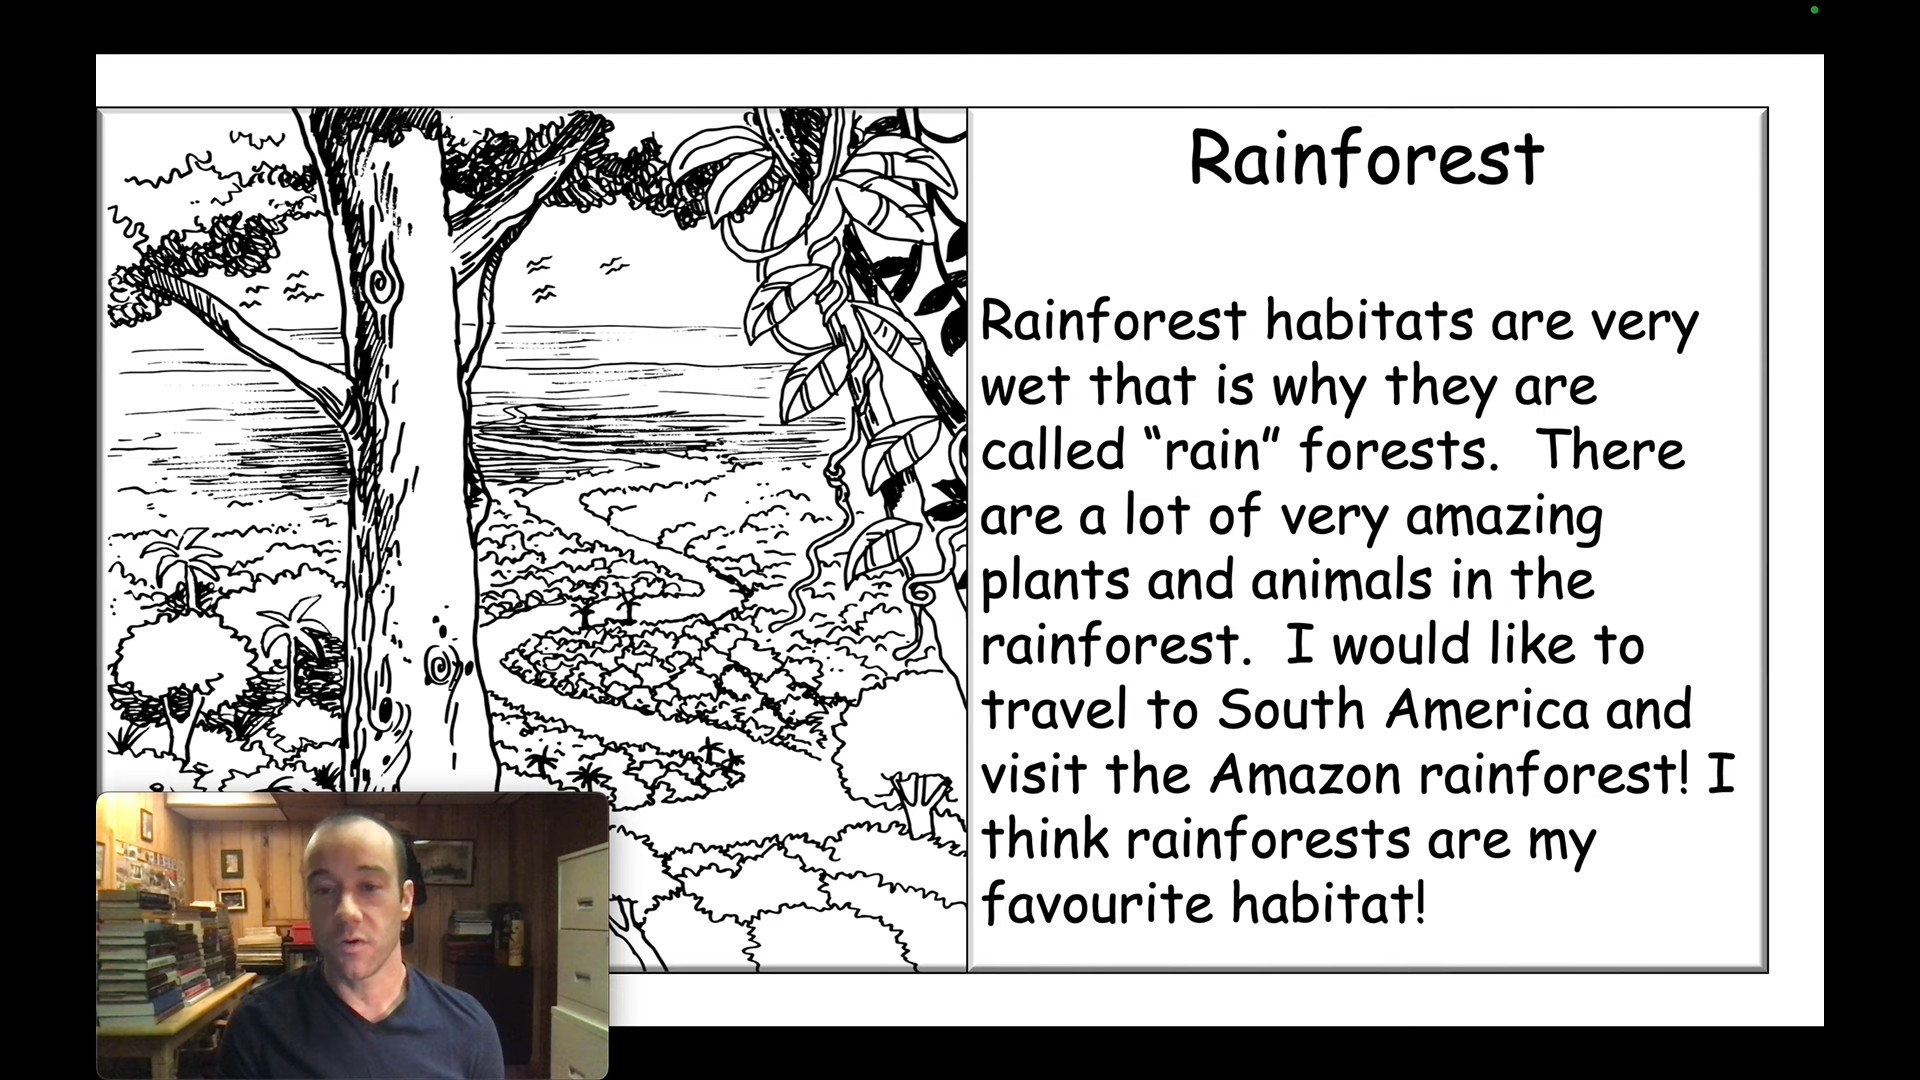 Rainforest
Rainforest habitats are very
wet that is why they are
called “rain” forests.  There
are a lot of very amazing
plants and animals in the
rainforest.  I would like to
travel to South America and
visit the Amazon rainforest! I
think rainforests are my
favourite habitat!